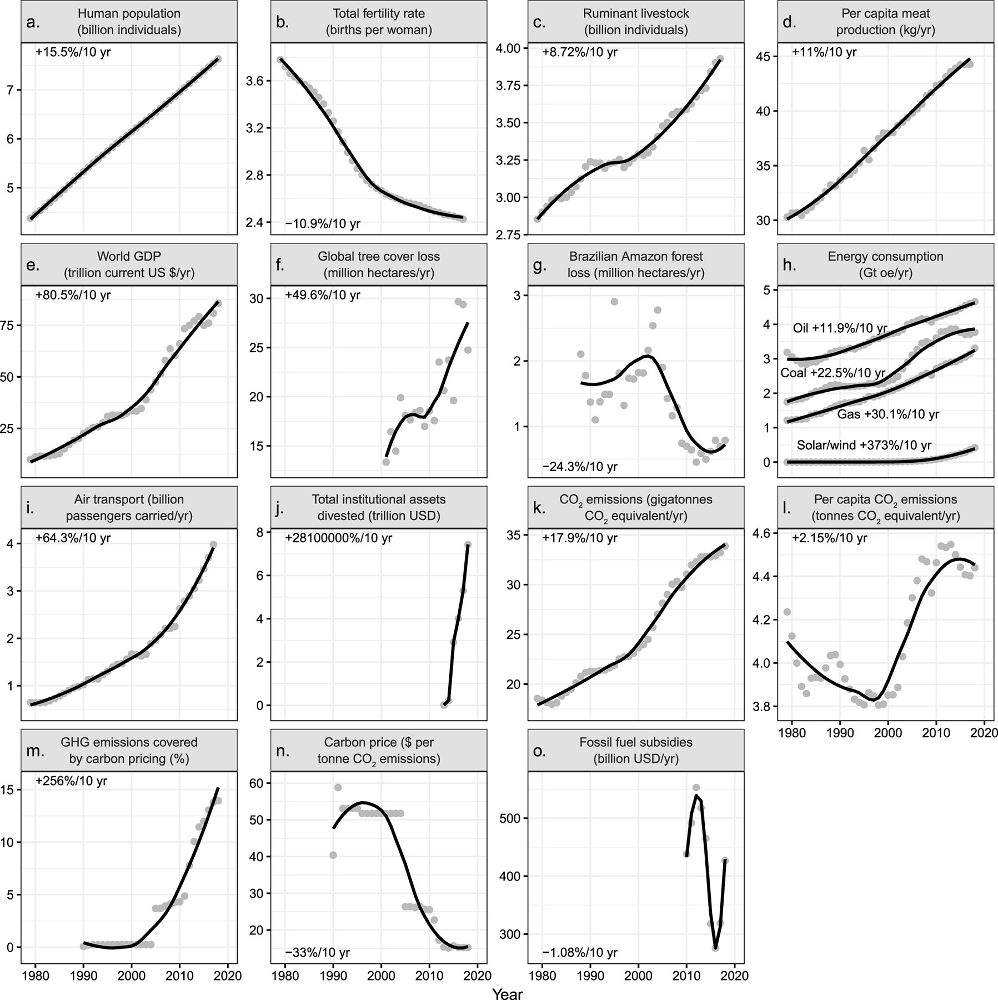 a.
Human population
(billion individuals)
+15.5%/10 yr
7
6
5
b.
Total fertility rate
(births per woman)
3.6
3.2
2.8
2.4
−10.9%/10 yr
c.
Ruminant livestock
(billion individuals)
+8.72%/10 yr
4.00
3.75
3.50
3.25
3.00
2.75
d.
Per capita meat
production (kg/yr)
+11%/10 yr
45
40
35
30
e.
World GDP
(trillion current US $/yr)
+80.5%/10 yr
75
50
25
f.
Global tree cover loss
(million hectares/yr)
+49.6%/10 yr
30
25
20
15
g.
Brazilian Amazon forest
loss (million hectares/yr)
3
2
1
−24.3%/10 yr
h.
Energy consumption
(Gt oe/yr)
5
4
3
2
1
0
Oil +11.9%/10 yr
Coal +22.5%/10 yr
Gas +30.1%/10 yr
Solar/wind +373%/10 yr
i.
Air transport (billion
passengers carried/yr)
+64.3%/10 yr
4
3
2
1
j.
Total institutional assets
divested (trillion USD)
+28100000%/10 yr
8
6
4
2
0
k.
CO2 emissions (gigatonnes
CO2 equivalent/yr)
+17.9%/10 yr
35
30
25
20
l.
Per capita CO2 emissions
(tonnes CO2 equivalent/yr)
+2.15%/10 yr
4.6
4.4
4.2
4.0
3.8
1980 1990 2000 2010 2020
m.
GHG emissions covered
by carbon pricing (%)
+256%/10 yr
15
10
5
0
1980 1990 2000 2010 2020
n.
Carbon price ($ per
tonne CO2 emissions)
60
50
40
30
20
−33%/10 yr
1980 1990 2000 2010 2020
o.
Fossil fuel subsidies
(billion USD/yr)
500
400
300
−1.08%/10 yr
1980 1990 2000 2010 2020
Year